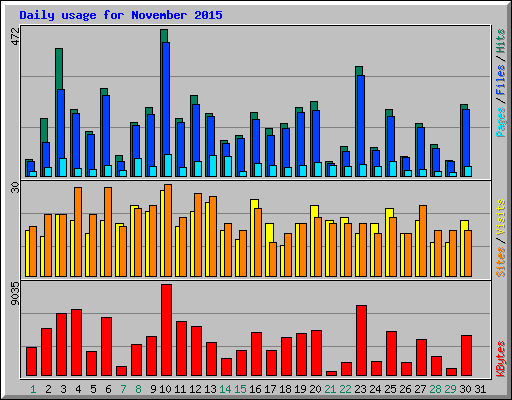 Daily usage for November 2015
472
Pages / Files / Hits
30
Sites / Visits
9035
KBytes
1 2 3 4 5 6 7 8 9 10 11 12 13 14 15 16 17 18 19 20 21 22 23 24 25 26 27 28 29 30 31